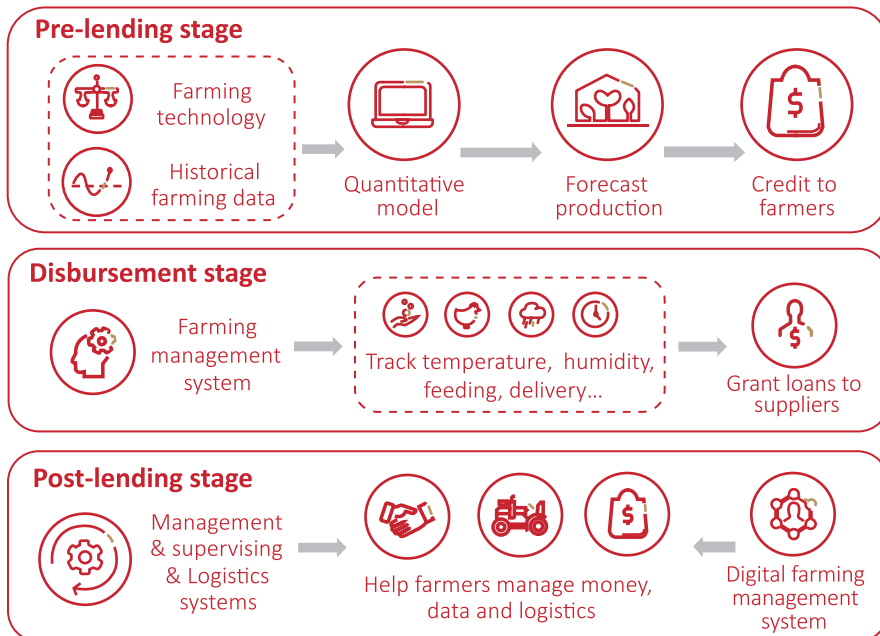 Pre-lending stage
Farming
technology
Historical
farming data
Quantitative
model
Forecast
production
$
Credit to
farmers
Disbursement stage
Farming
management
system
Track temperature, humidity,
feeding, delivery...
$
Grant loans to
suppliers
Post-lending stage
Management
& supervising
& Logistics
systems
$
Help farmers manage money,
data and logistics
Digital farming
management
system